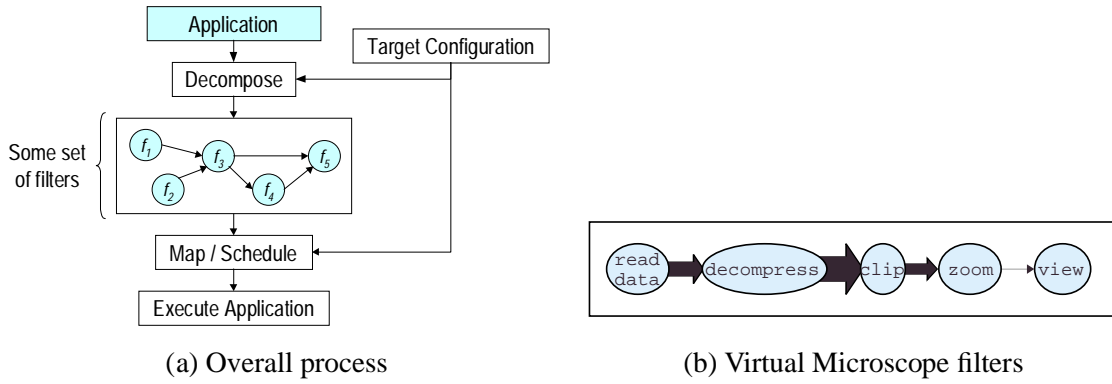 Application
Target Configuration
Decompose
Some set
of filters
f1
f2
f3
f4
f5
Map / Schedule
Execute Application
(a) Overall process
read
data
decompress
clip
zoom
view
(b) Virtual Microscope filters